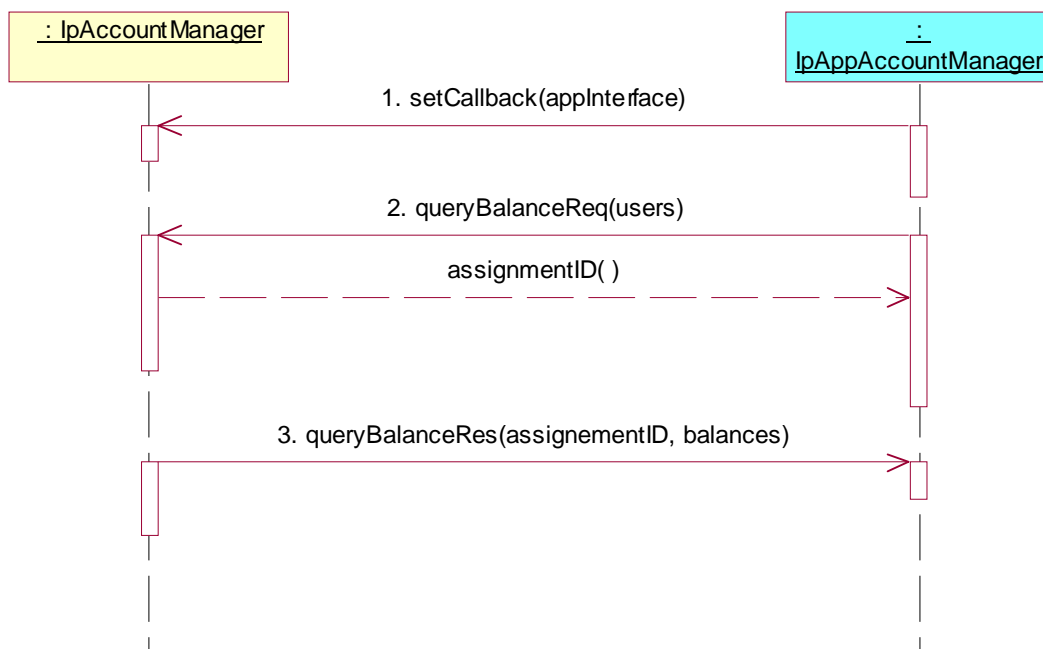 : IpAccountManager
:
IpAppAccountManager
1. setCallback(appInterface)
2. queryBalanceReq(users)
assignmentID( )
3. queryBalanceRes(assignementID, balances)